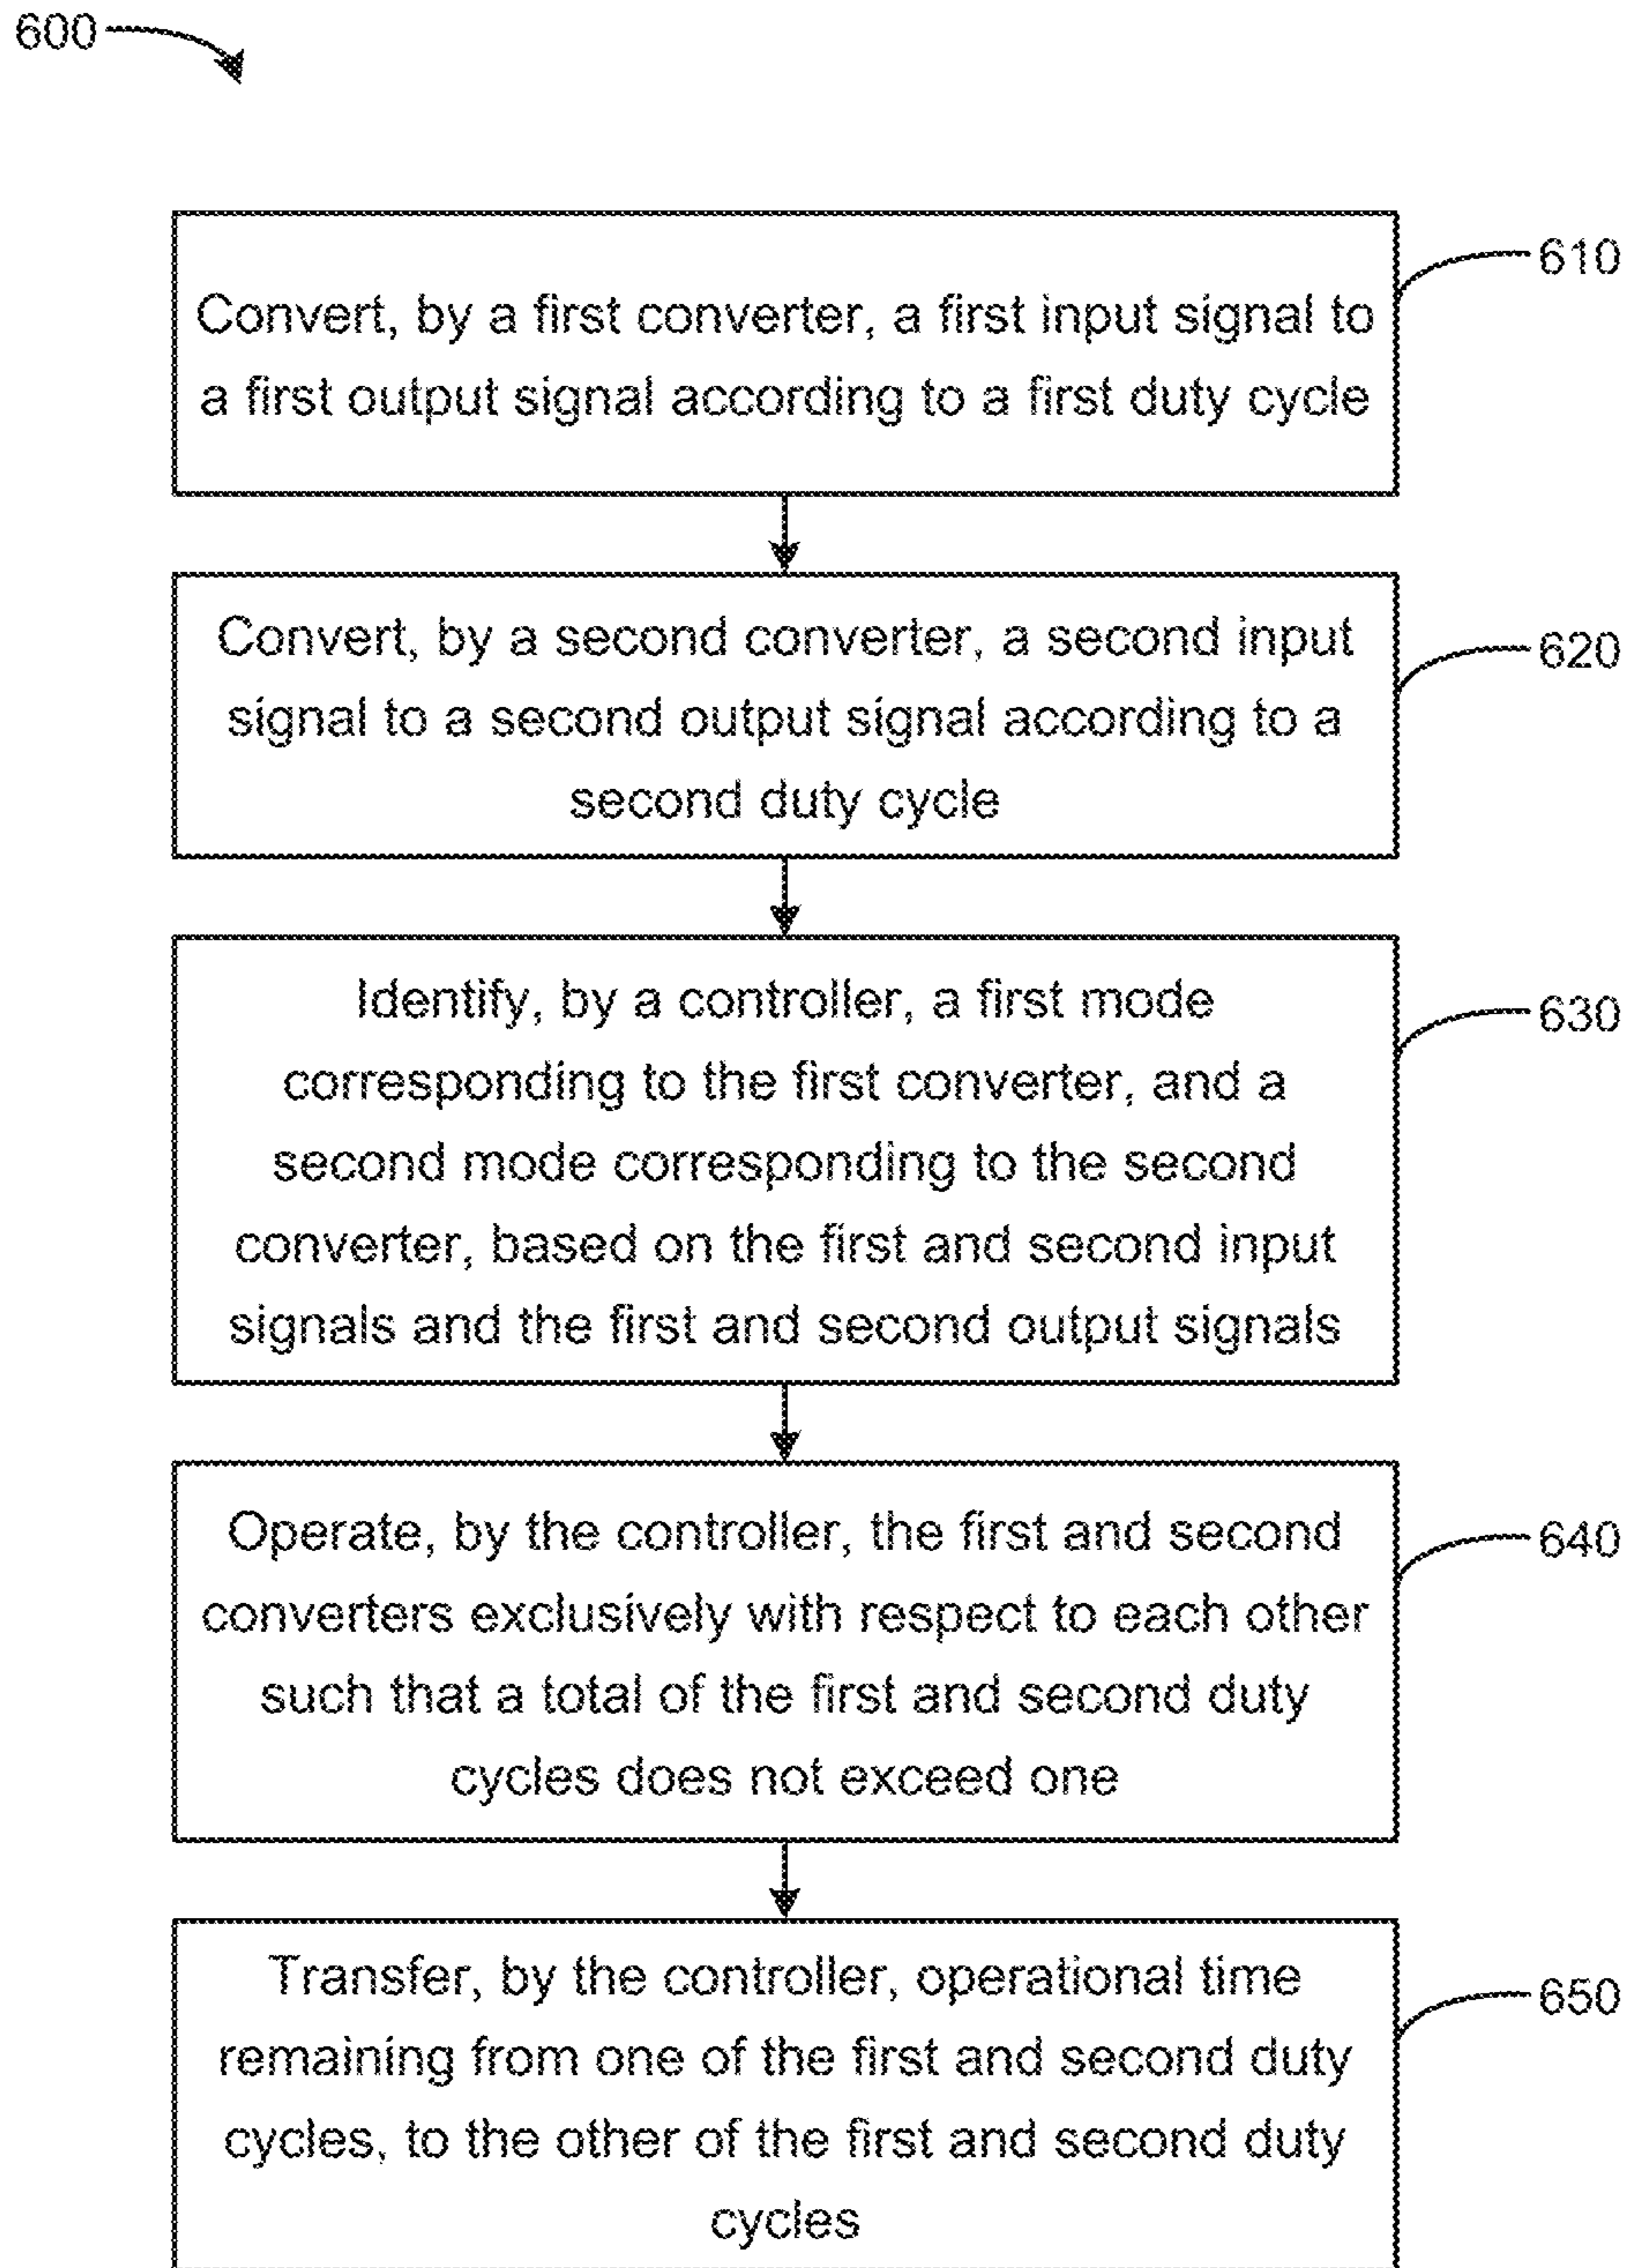 600
610
Convert, by a first converter, a first input signal to
a first output signal according to a first duty cycle
620
Convert, by a second converter, a second input
signal to a second output signal according to a
second duty cycle
630
Identify, by a controller, a first mode
corresponding to the first converter, and a
second mode corresponding to the second
converter, based on the first and second input
signals and the first and second output signals
640
Operate, by the controller, the first and second
converters exclusively with respect to each other
such that a total of the first and second duty
cycles does not exceed one
650
Transfer, by the controller, operational time
remaining from one of the first and second duty
cycles, to the other of the first and second duty
cycles